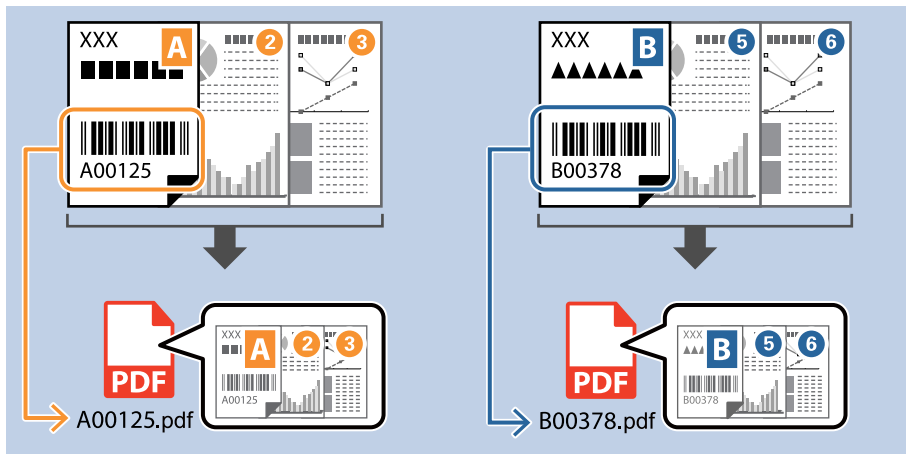 XXX
A
2
3
A00125
PDF
XXX
A
2
3
A00125
A00125.pdf
XXX
B
5
6
B00378
PDF
XXX
B
5
6
B00378
B00378.pdf